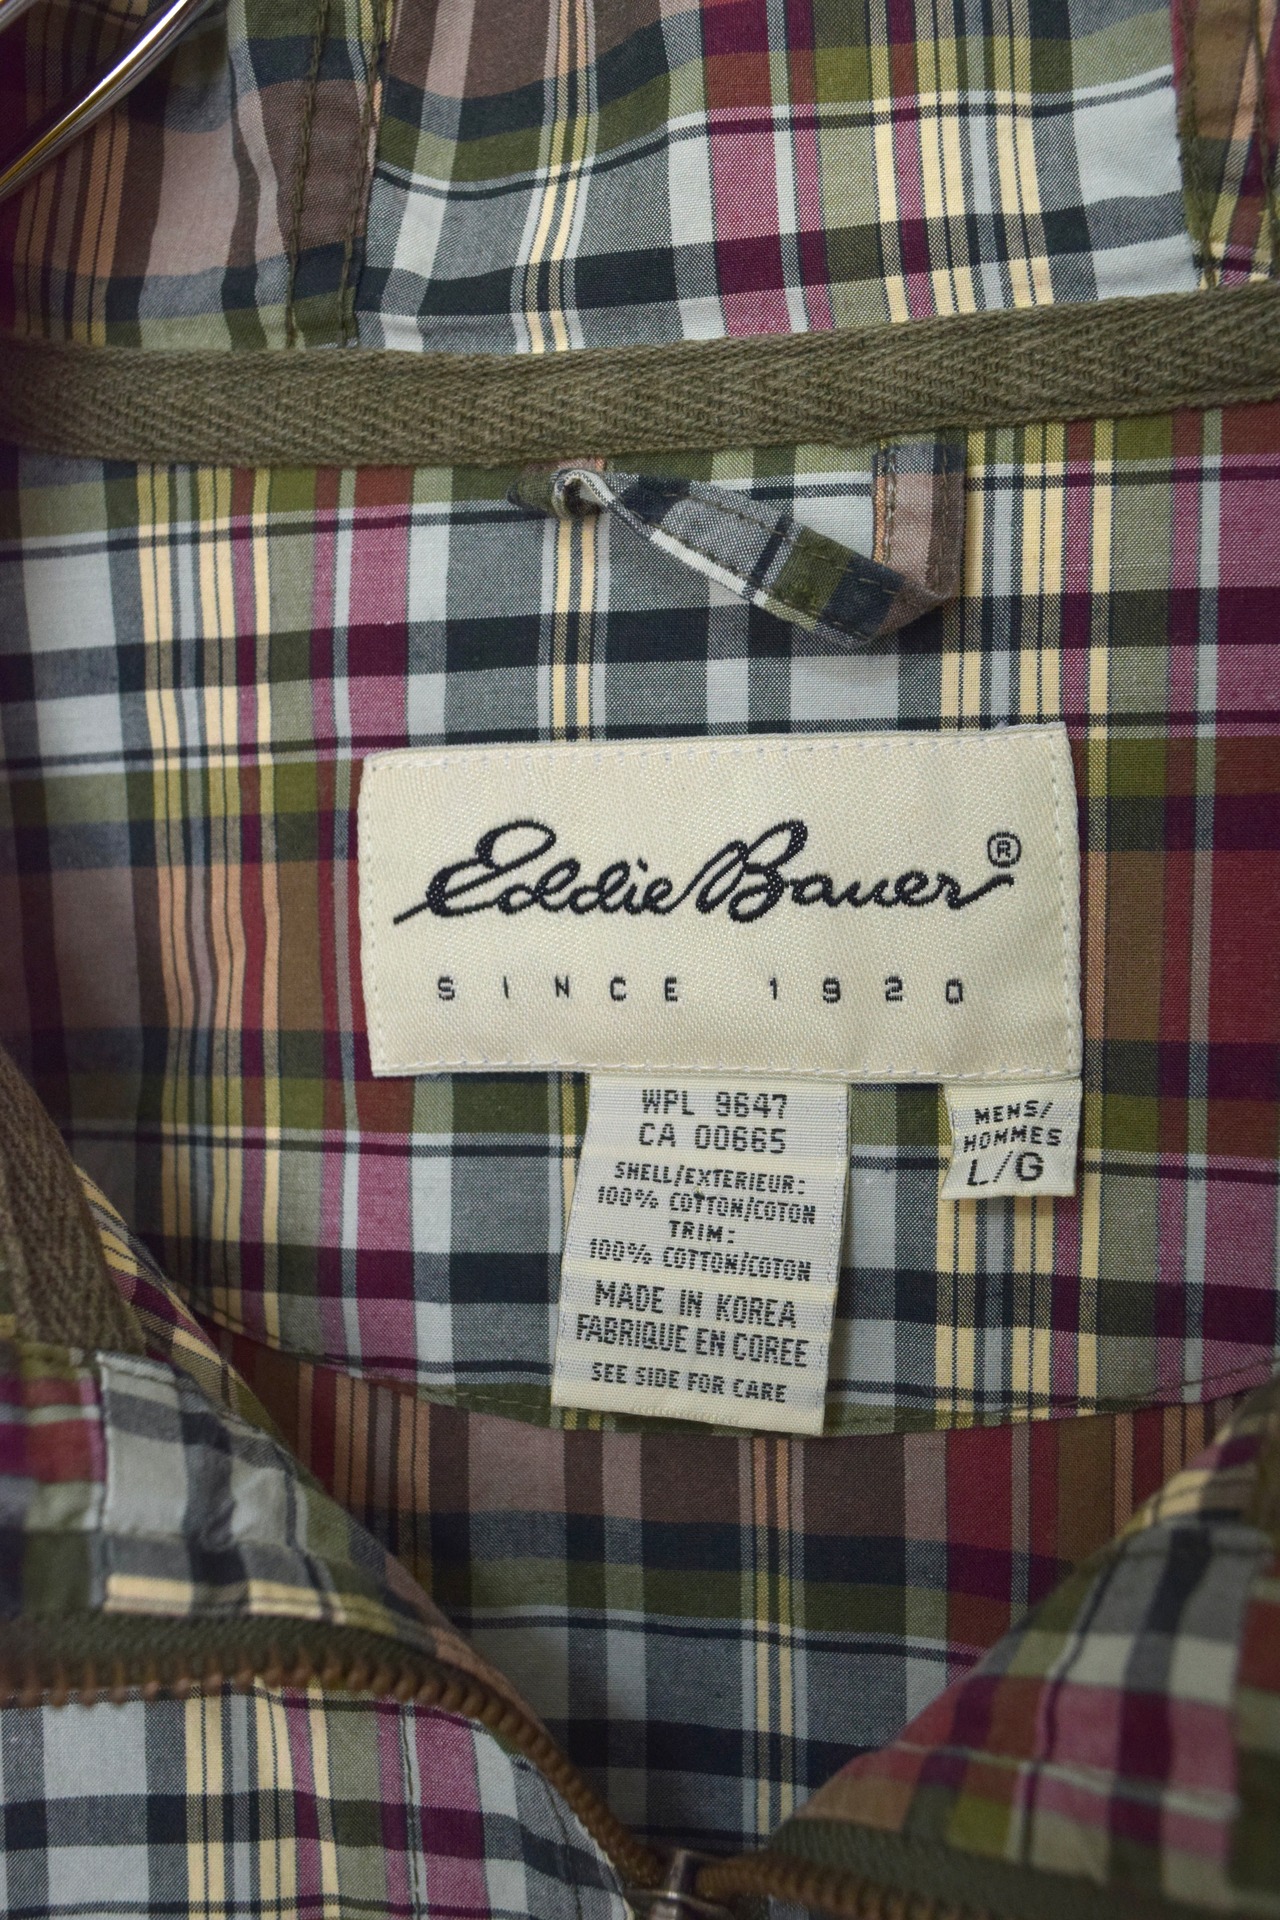 Eddie Bauer®
SINCE 1920
WPL 9647
CA 00665
SHELL/EXTERIEUR:
100% COTTON/COTON
TRIM:
100% COTTON/COTON
MADE IN KOREA
FABRIQUE EN COREE
SEE SIDE FOR CARE
MENS/
HOMMES
L/G